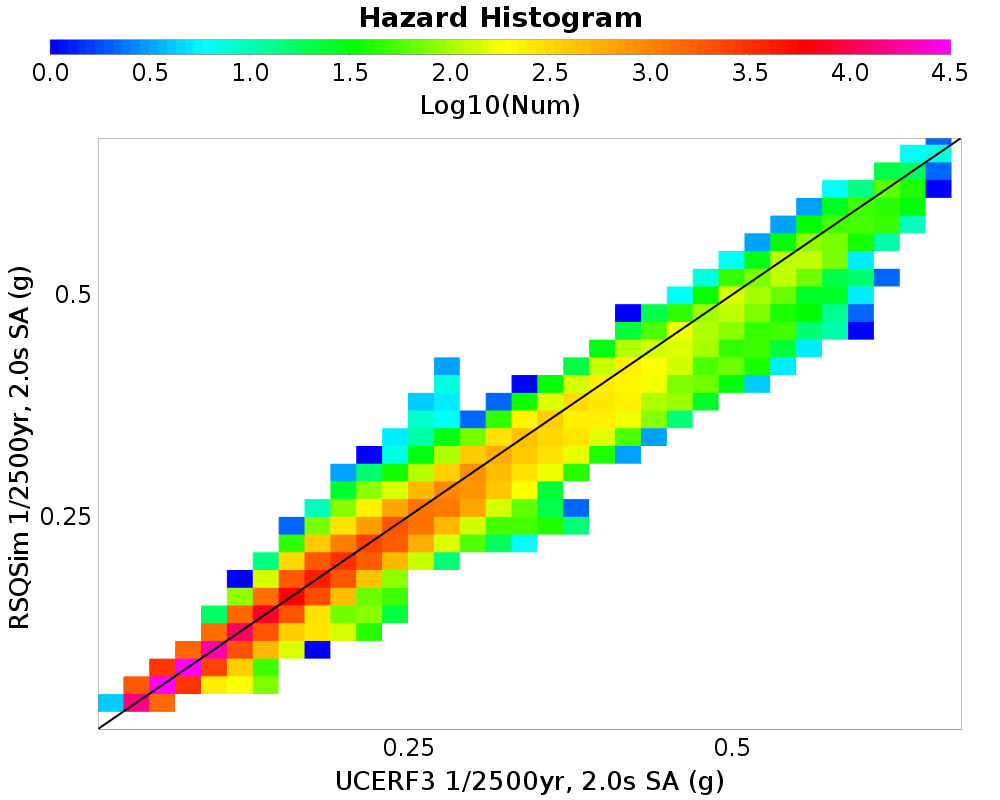 Hazard Histogram
0.0 0.5 1.0 1.5 2.0 2.5 3.0 3.5 4.0 4.5
Log10(Num)
RSQSim 1/2500yr, 2.0s SA (g)
0.5
0.25
0.25 0.5
UCERF3 1/2500yr, 2.0s SA (g)